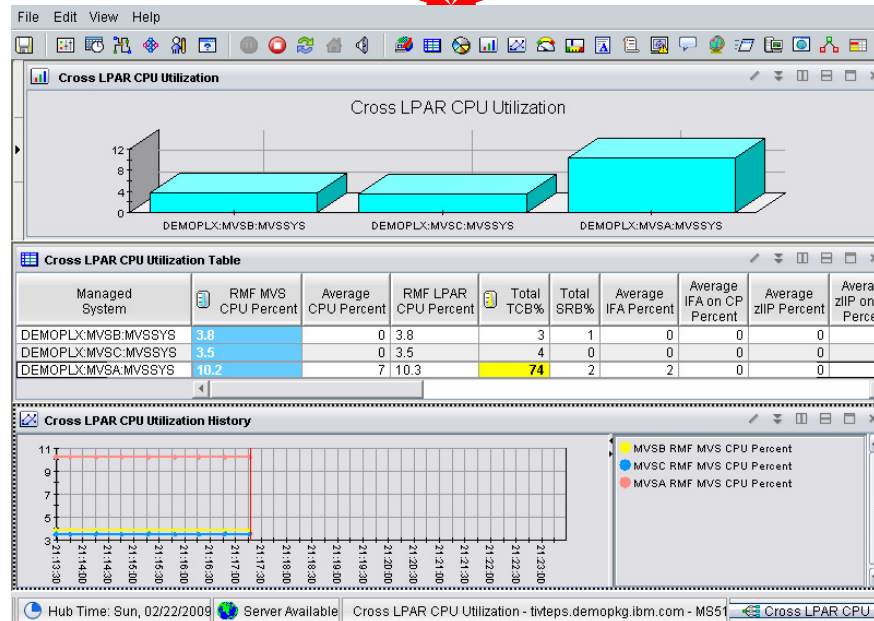 File Edit View Help
Cross LPAR CPU Utilization
Cross LPAR CPU Utilization
12
8
4
0
DEMOPLX:MVSB:MVSSYS DEMOPLX:MVSC:MVSSYS DEMOPLX:MVSA:MVSSYS
Cross LPAR CPU Utilization Table
Managed System RMF MVS CPU Percent Average CPU Percent RMF LPAR CPU Percent Total TCB% Total SRB% Average IFA Percent Average IFA on CP Percent Average zIIP Percent zIIP on
DEMOPLX:MVSB:MVSSYS 3.8 0 3.8 3 1 0 0 0
DEMOPLX:MVSC:MVSSYS 3.5 0 3.5 4 0 0 0 0
DEMOPLX:MVSA:MVSSYS 10.2 7 10.3 74 2 2 0 0
Cross LPAR CPU Utilization History
11
9
7
5
3
21:13:30 21:14:00 21:14:30 21:15:00 21:15:30 21:16:00 21:16:30 21:17:00 21:17:30 21:18:00 21:18:30 21:19:00 21:19:30 21:20:00 21:20:30 21:21:00 21:21:30 21:22:00 21:22:30 21:23:00
MVSB RMF MVS CPU Percent
MVSC RMF MVS CPU Percent
MVSA RMF MVS CPU Percent
Hub Time: Sun, 02/22/2009 Server Available Cross LPAR CPU Utilization - tivteps.demopkg.ibm.com - MS51 Cross LPAR CPU